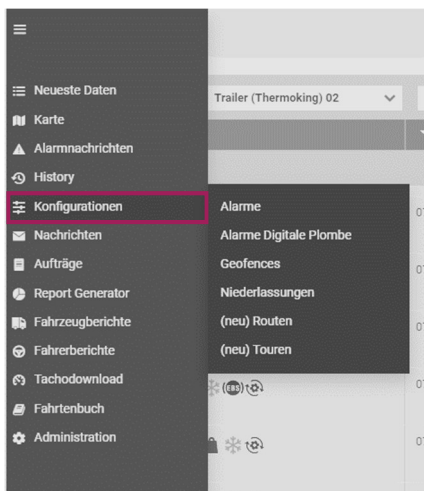 Neueste Daten
Trailer (Thermoking) 02
Karte
Alarmnachrichten
History
Konfigurationen
Alarme
Nachrichten
Alarme Digitale Plombe
Aufträge
Geofences
Report Generator
Niederlassungen
Fahrzeugberichte
(neu) Routen
Fahrerberichte
(neu) Touren
Tachodownload
EBS
Fahrtenbuch
Administration